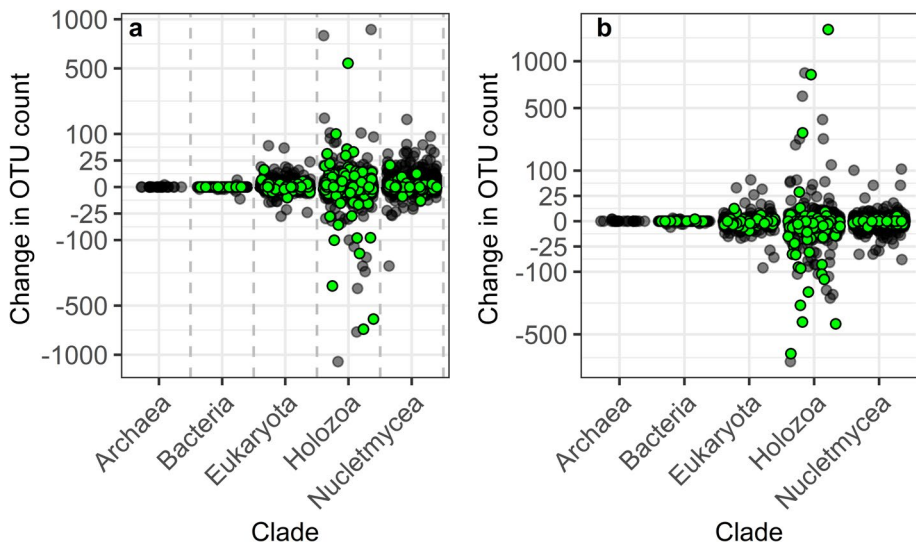 a
Change in OTU count
1000
500
100
25
0
-25
-100
-500
-1000
Archaea
Bacteria
Eukaryota
Holozoa
Nucletmycea
Clade
b
Change in OTU count
1000
500
100
25
0
-25
-100
-500
Archaea
Bacteria
Eukaryota
Holozoa
Nucletmycea
Clade